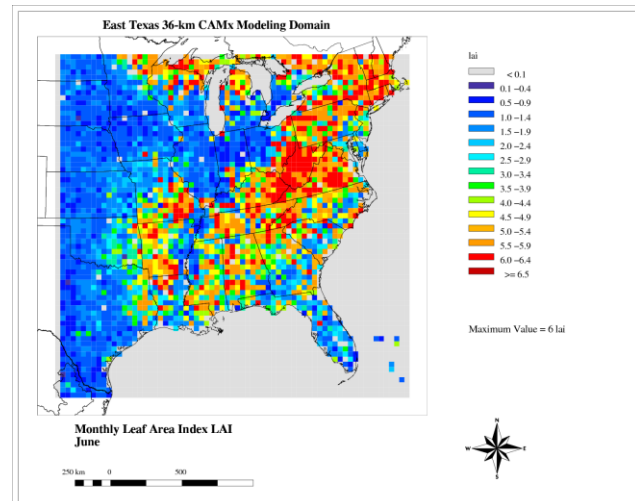 East Texas 36-km CAMx Modeling Domain
lai
< 0.1
0.1 –0.4
0.5 –0.9
1.0 –1.4
1.5 –1.9
2.0 –2.4
2.5 –2.9
3.0 –3.4
3.5 –3.9
4.0 –4.4
4.5 –4.9
5.0 –5.4
5.5 –5.9
6.0 –6.4
>= 6.5
Maximum Value = 6 lai
Monthly Leaf Area Index LAI
June
250 km 0 500
N
W E
S